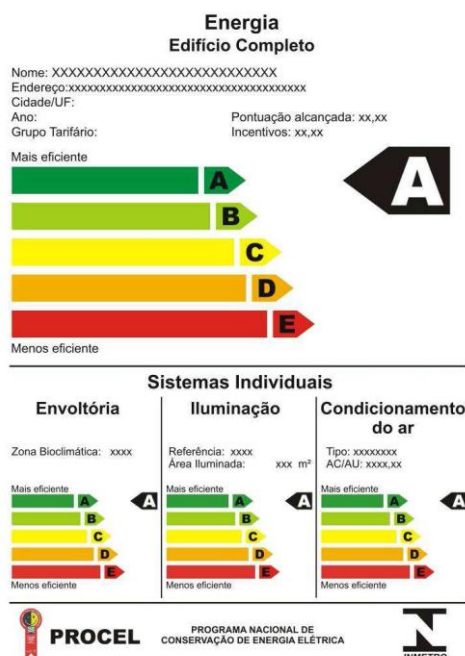 Energia
Edifício Completo
Nome: XXXXXXXXXXXXXXXXXXXXXXXXXXX
Endereço:xxxxxxxxxxxxxxxxxxxxxxxxxxxxxxxxxxxxxxx
Cidade/UF:
Ano: Pontuação alcançada: xx,xx
Grupo Tarifário: Incentivos: xx,xx
Mais eficiente
A
A
B
C
D
E
Menos eficiente
Sistemas Individuais
Envoltória
Zona Bioclimática: xxxx
Mais eficiente
A
A
B
C
D
E
Menos eficiente
Iluminação
Referência: xxxx
Área Iluminada: xxx m²
Mais eficiente
A
A
B
C
D
E
Menos eficiente
Condicionamento
do ar
Tipo: xxxxxxxx
AC/AU: xxxx,xx
Mais eficiente
A
A
B
C
D
E
Menos eficiente
PROCEL
PROGRAMA NACIONAL DE
CONSERVAÇÃO DE ENERGIA ELÉTRICA
INMETRO